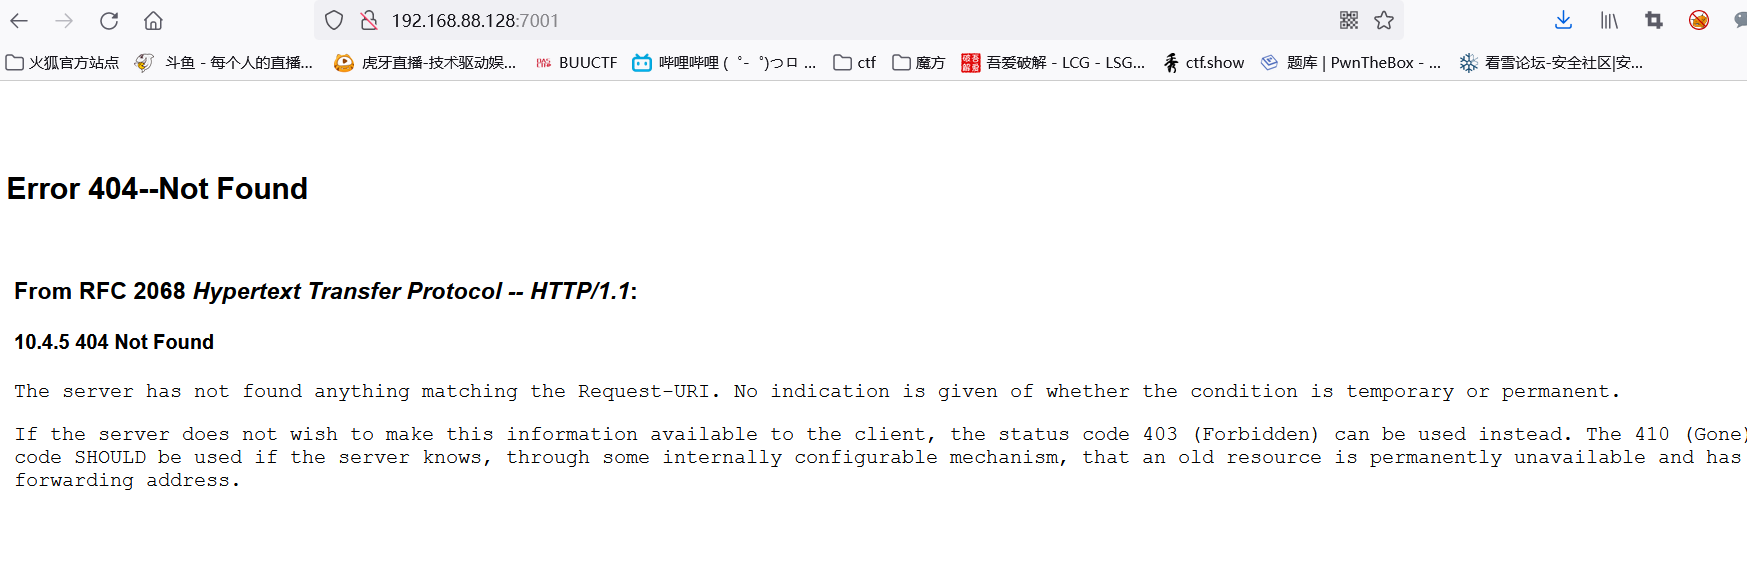 192.168.88.128:7001
火狐官方站点 斗鱼 - 每个人的直播... 虎牙直播-技术驱动娱... BUUCTF 哔哩哔哩 ( ゜- ゜)つロ ... ctf 魔方 吾爱破解 - LCG - LSG... ctf.show 题库 | PwnTheBox - ... 看雪论坛-安全社区|安...
Error 404--Not Found
From RFC 2068 Hypertext Transfer Protocol -- HTTP/1.1:
10.4.5 404 Not Found
The server has not found anything matching the Request-URI. No indication is given of whether the condition is temporary or permanent.
If the server does not wish to make this information available to the client, the status code 403 (Forbidden) can be used instead. The 410 (Gone)
code SHOULD be used if the server knows, through some internally configurable mechanism, that an old resource is permanently unavailable and has
forwarding address.